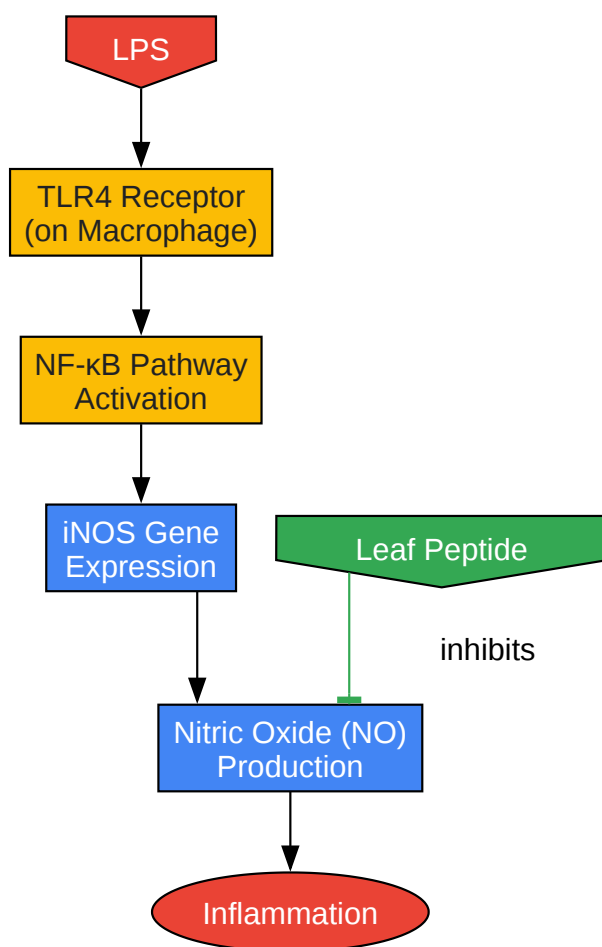 LPS
TLR4 Receptor
(on Macrophage)
NF-κB Pathway
Activation
iNOS Gene
Expression
Leaf Peptide
inhibits
Nitric Oxide (NO)
Production
Inflammation